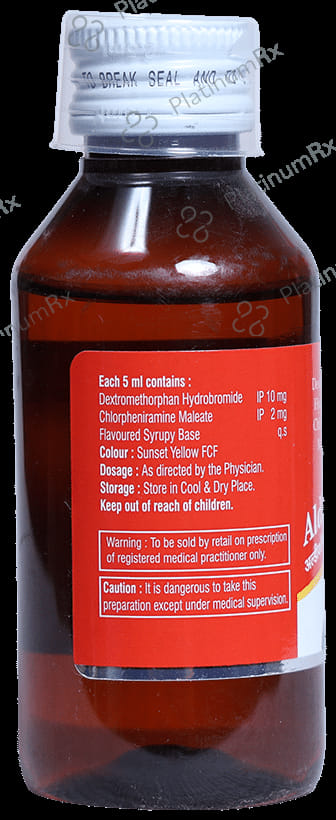 TO BREAK SEAL AND
Each 5 ml contains :
Dextromethorphan Hydrobromide IP 10 mg
Chlorpheniramine Maleate IP 2 mg
Flavoured Syrupy Base q.s
Colour : Sunset Yellow FCF
Dosage : As directed by the Physician.
Storage : Store in Cool & Dry Place.
Keep out of reach of children.
Warning : To be sold by retail on prescription
of registered medical practitioner only.
Caution : It is dangerous to take this
preparation except under medical supervision.
PlatinumRx
PlatinumRx
PlatinumRx